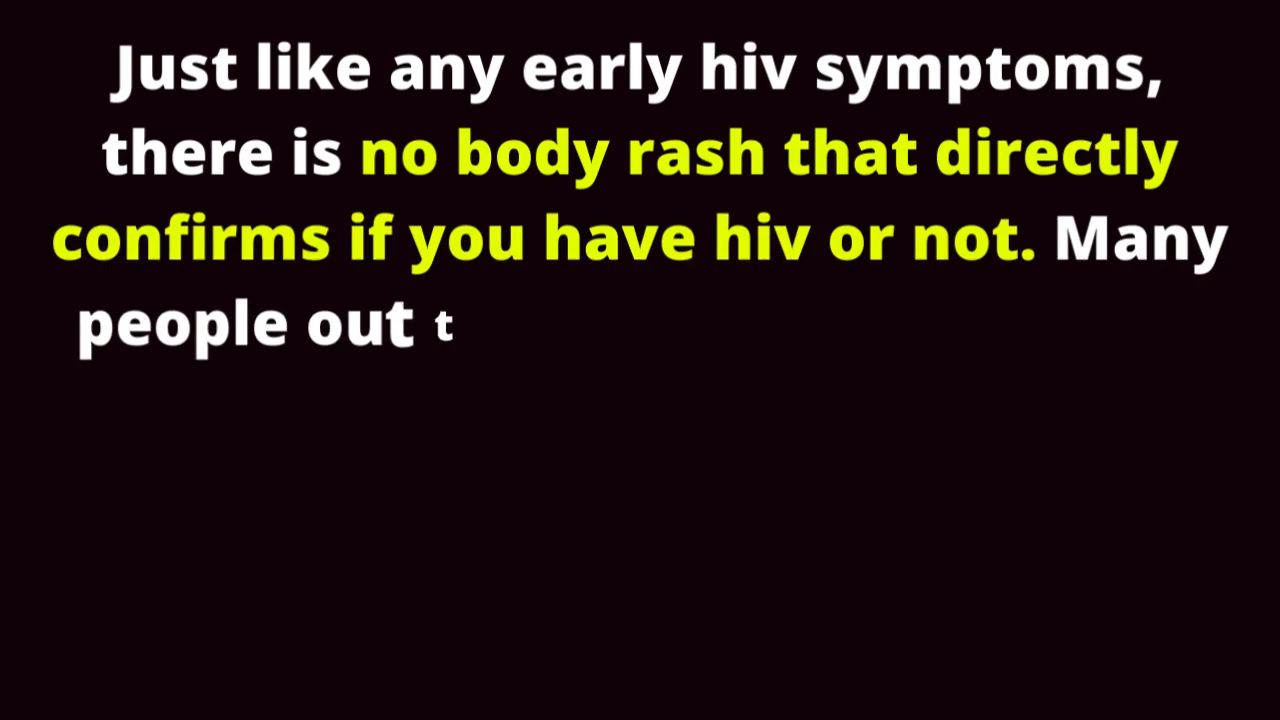 Just like any early hiv symptoms,
there is no body rash that directly
confirms if you have hiv or not. Many
people out t